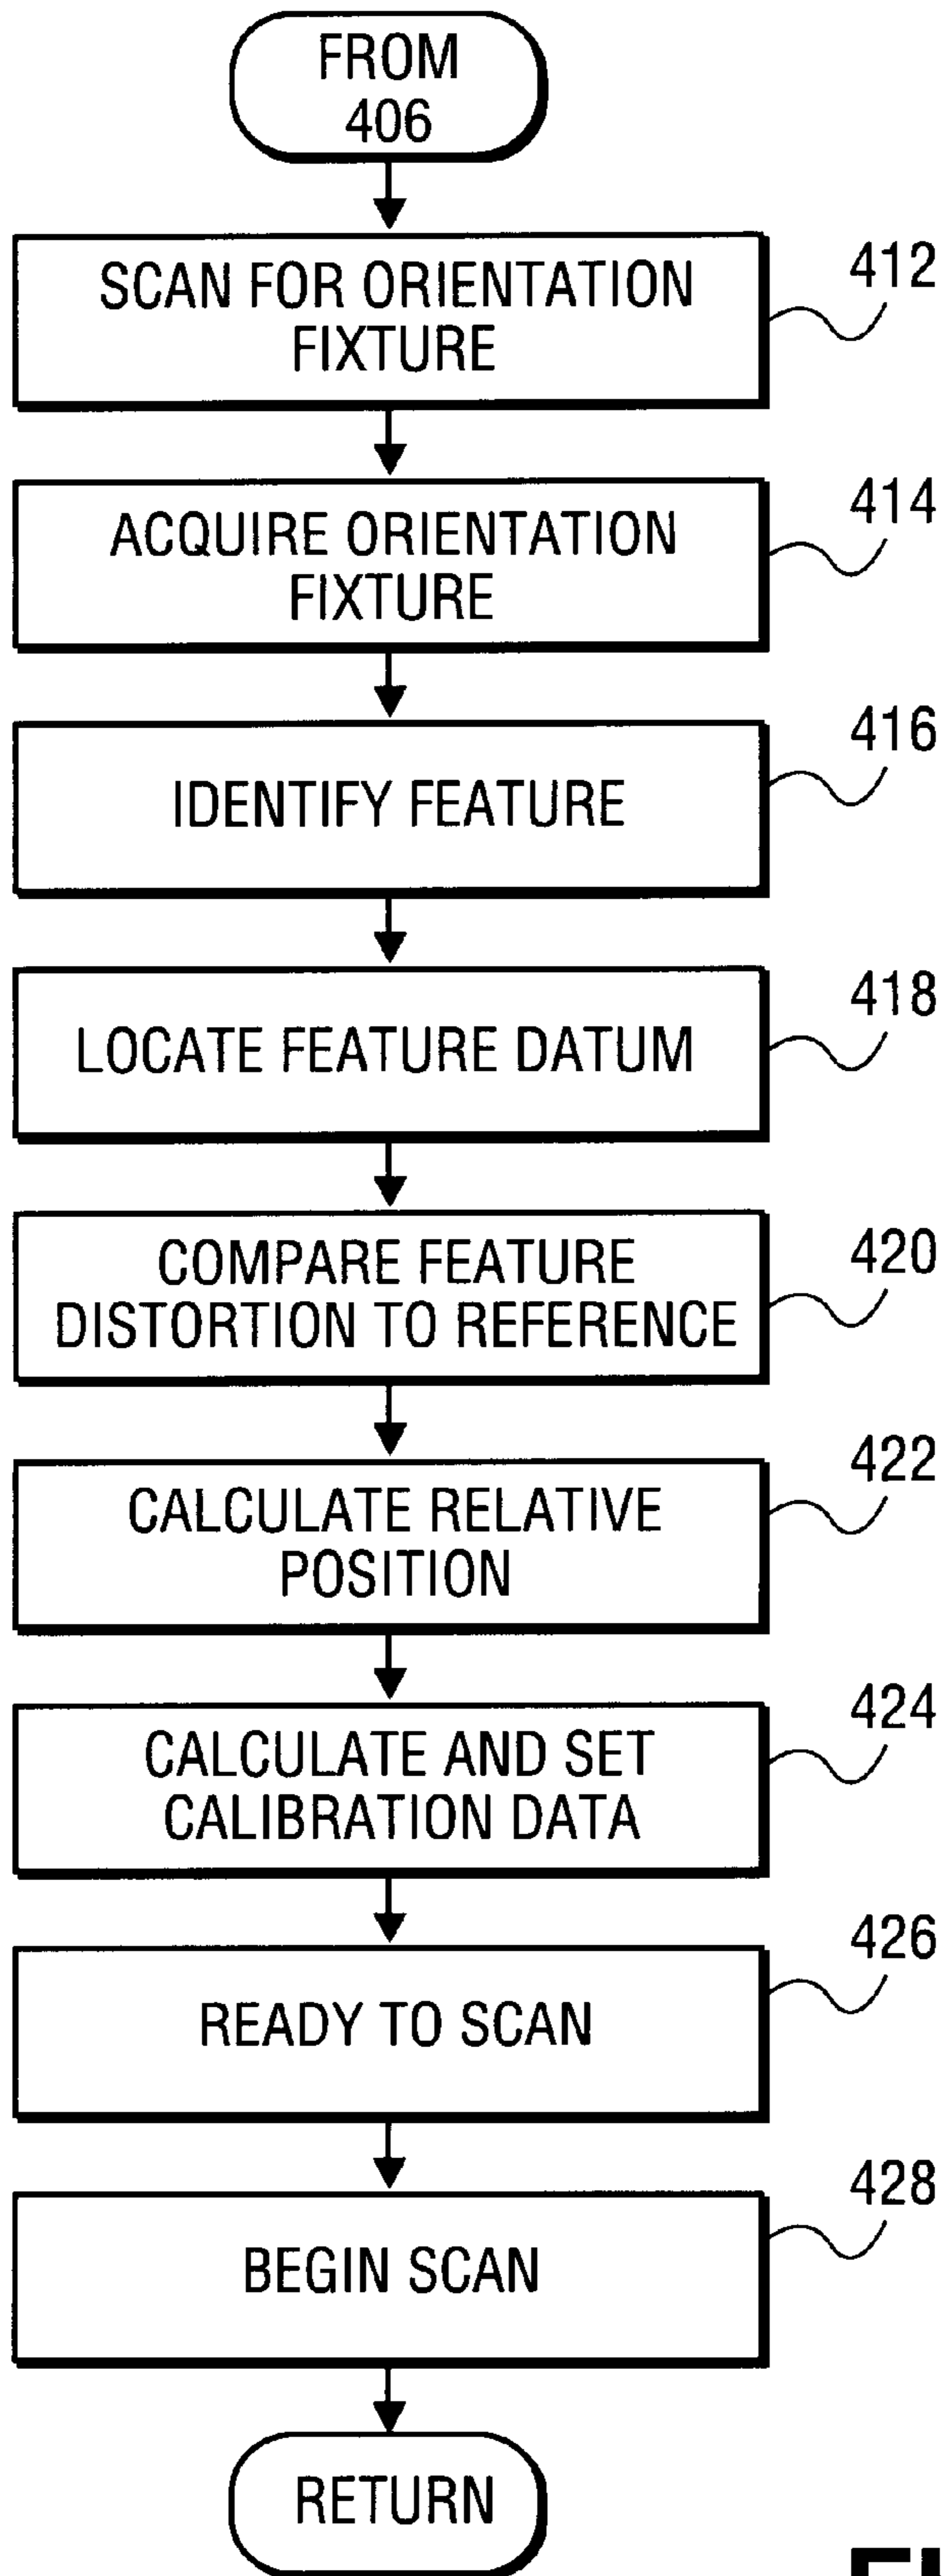 FROM
406
SCAN FOR ORIENTATION
FIXTURE
412
ACQUIRE ORIENTATION
FIXTURE
414
IDENTIFY FEATURE
416
LOCATE FEATURE DATUM
418
COMPARE FEATURE
DISTORTION TO REFERENCE
420
CALCULATE RELATIVE
POSITION
422
CALCULATE AND SET
CALIBRATION DATA
424
READY TO SCAN
426
BEGIN SCAN
428
RETURN